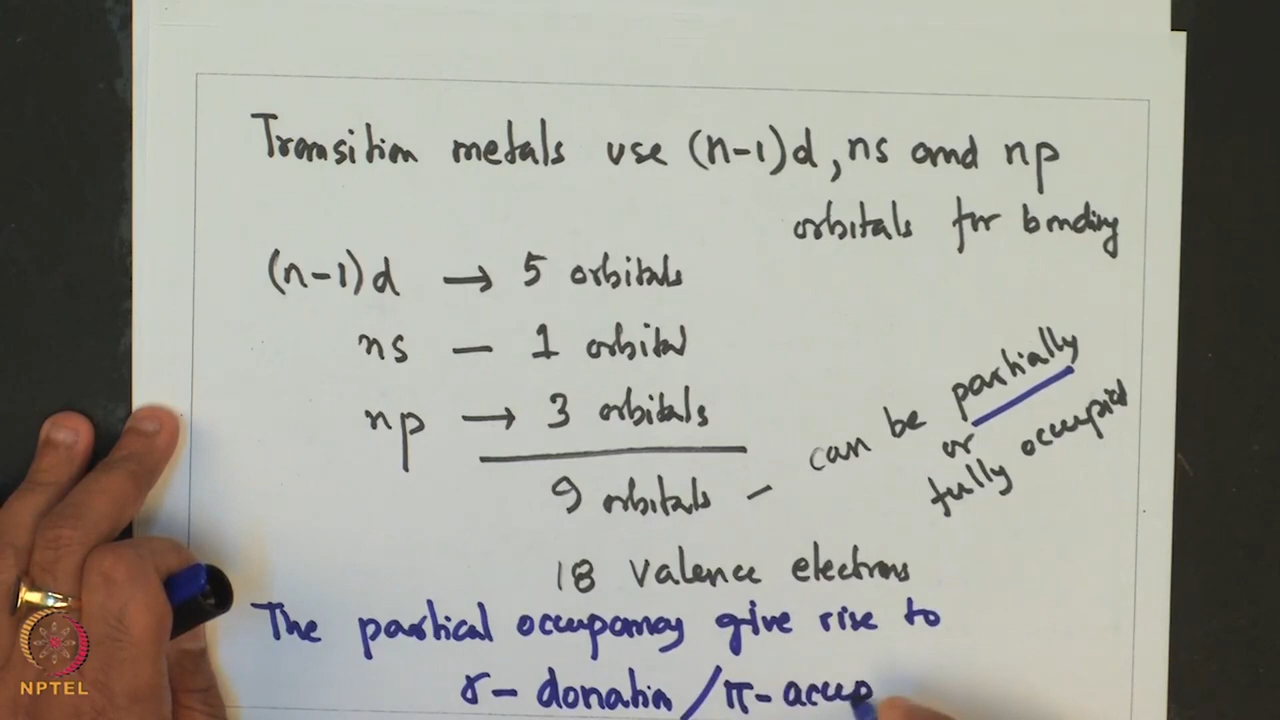 Transition metals use (n-1)d, ns and np
orbitals for bonding
(n-1)d → 5 orbitals
ns — 1 orbital
np → 3 orbitals
9 orbitals — can be partially
or
fully occupied
18 valence electrons
The partical occupancy give rise to
σ- donation / π- accep
NPTEL